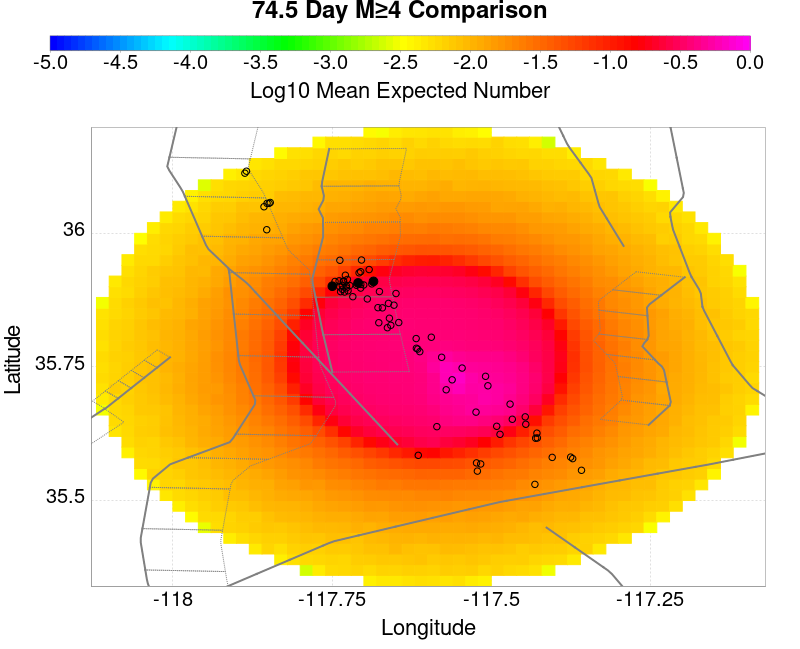 74.5 Day M≥4 Comparison
-5.0 -4.5 -4.0 -3.5 -3.0 -2.5 -2.0 -1.5 -1.0 -0.5 0.0
Log10 Mean Expected Number
36
35.75
35.5
Latitude
-118 -117.75 -117.5 -117.25
Longitude